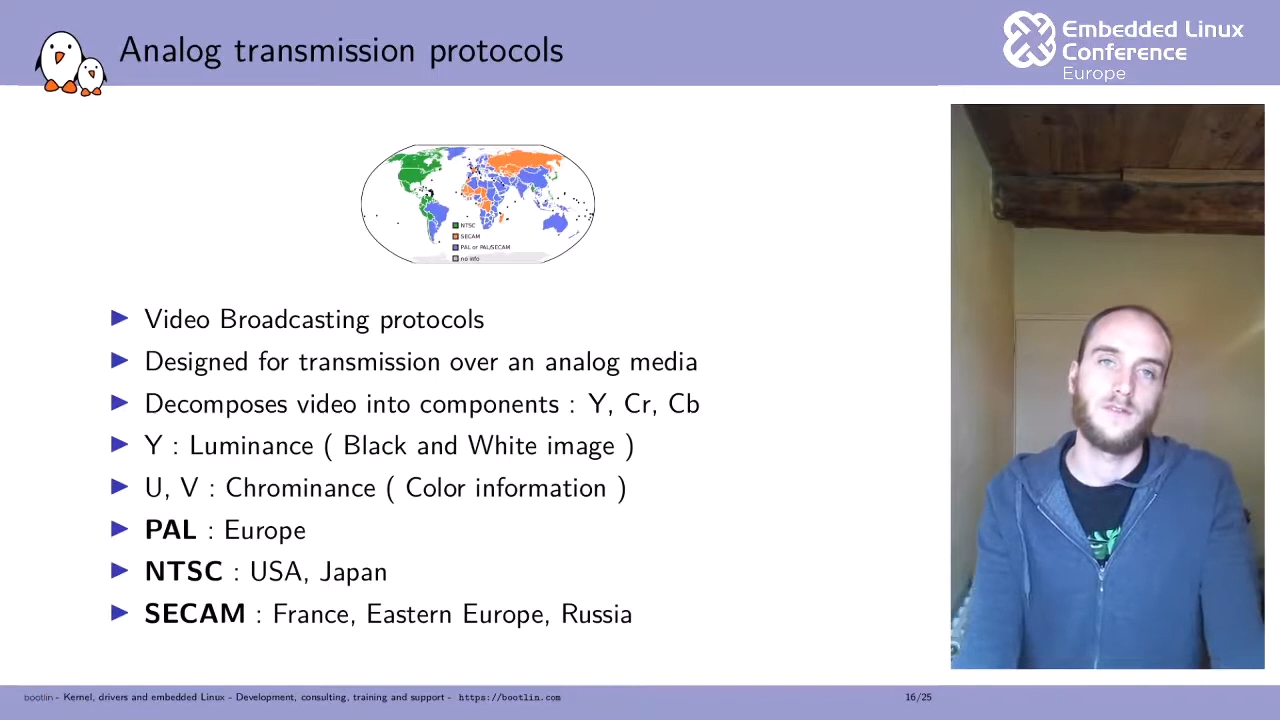 Analog transmission protocols
Embedded Linux
Conference
Europe
NTSC
SECAM
PAL or PAL/SECAM
no info
Video Broadcasting protocols
Designed for transmission over an analog media
Decomposes video into components : Y, Cr, Cb
Y : Luminance ( Black and White image )
U, V : Chrominance ( Color information )
PAL : Europe
NTSC : USA, Japan
SECAM : France, Eastern Europe, Russia
bootlin - Kernel, drivers and embedded Linux - Development, consulting, training and support - https://bootlin.com
16/25